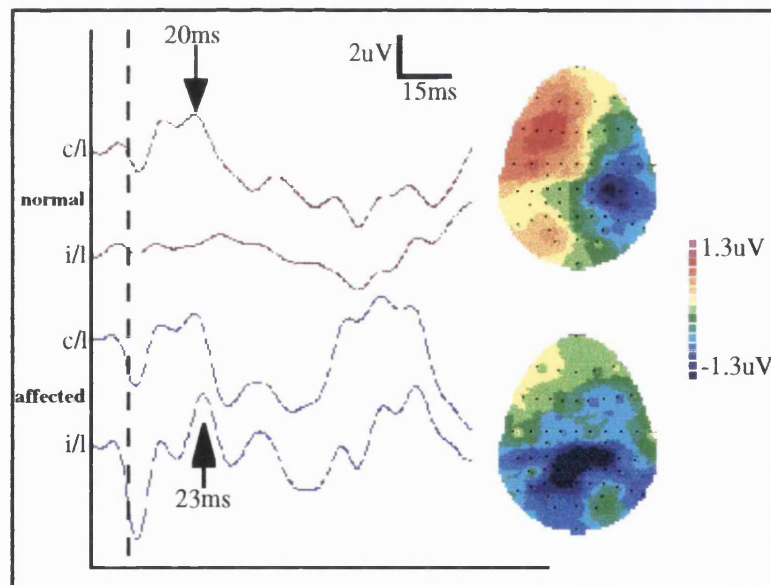 20ms
2uV
15ms
c/l
normal
i/l
c/l
affected
i/l
23ms
1.3uV
-1.3uV